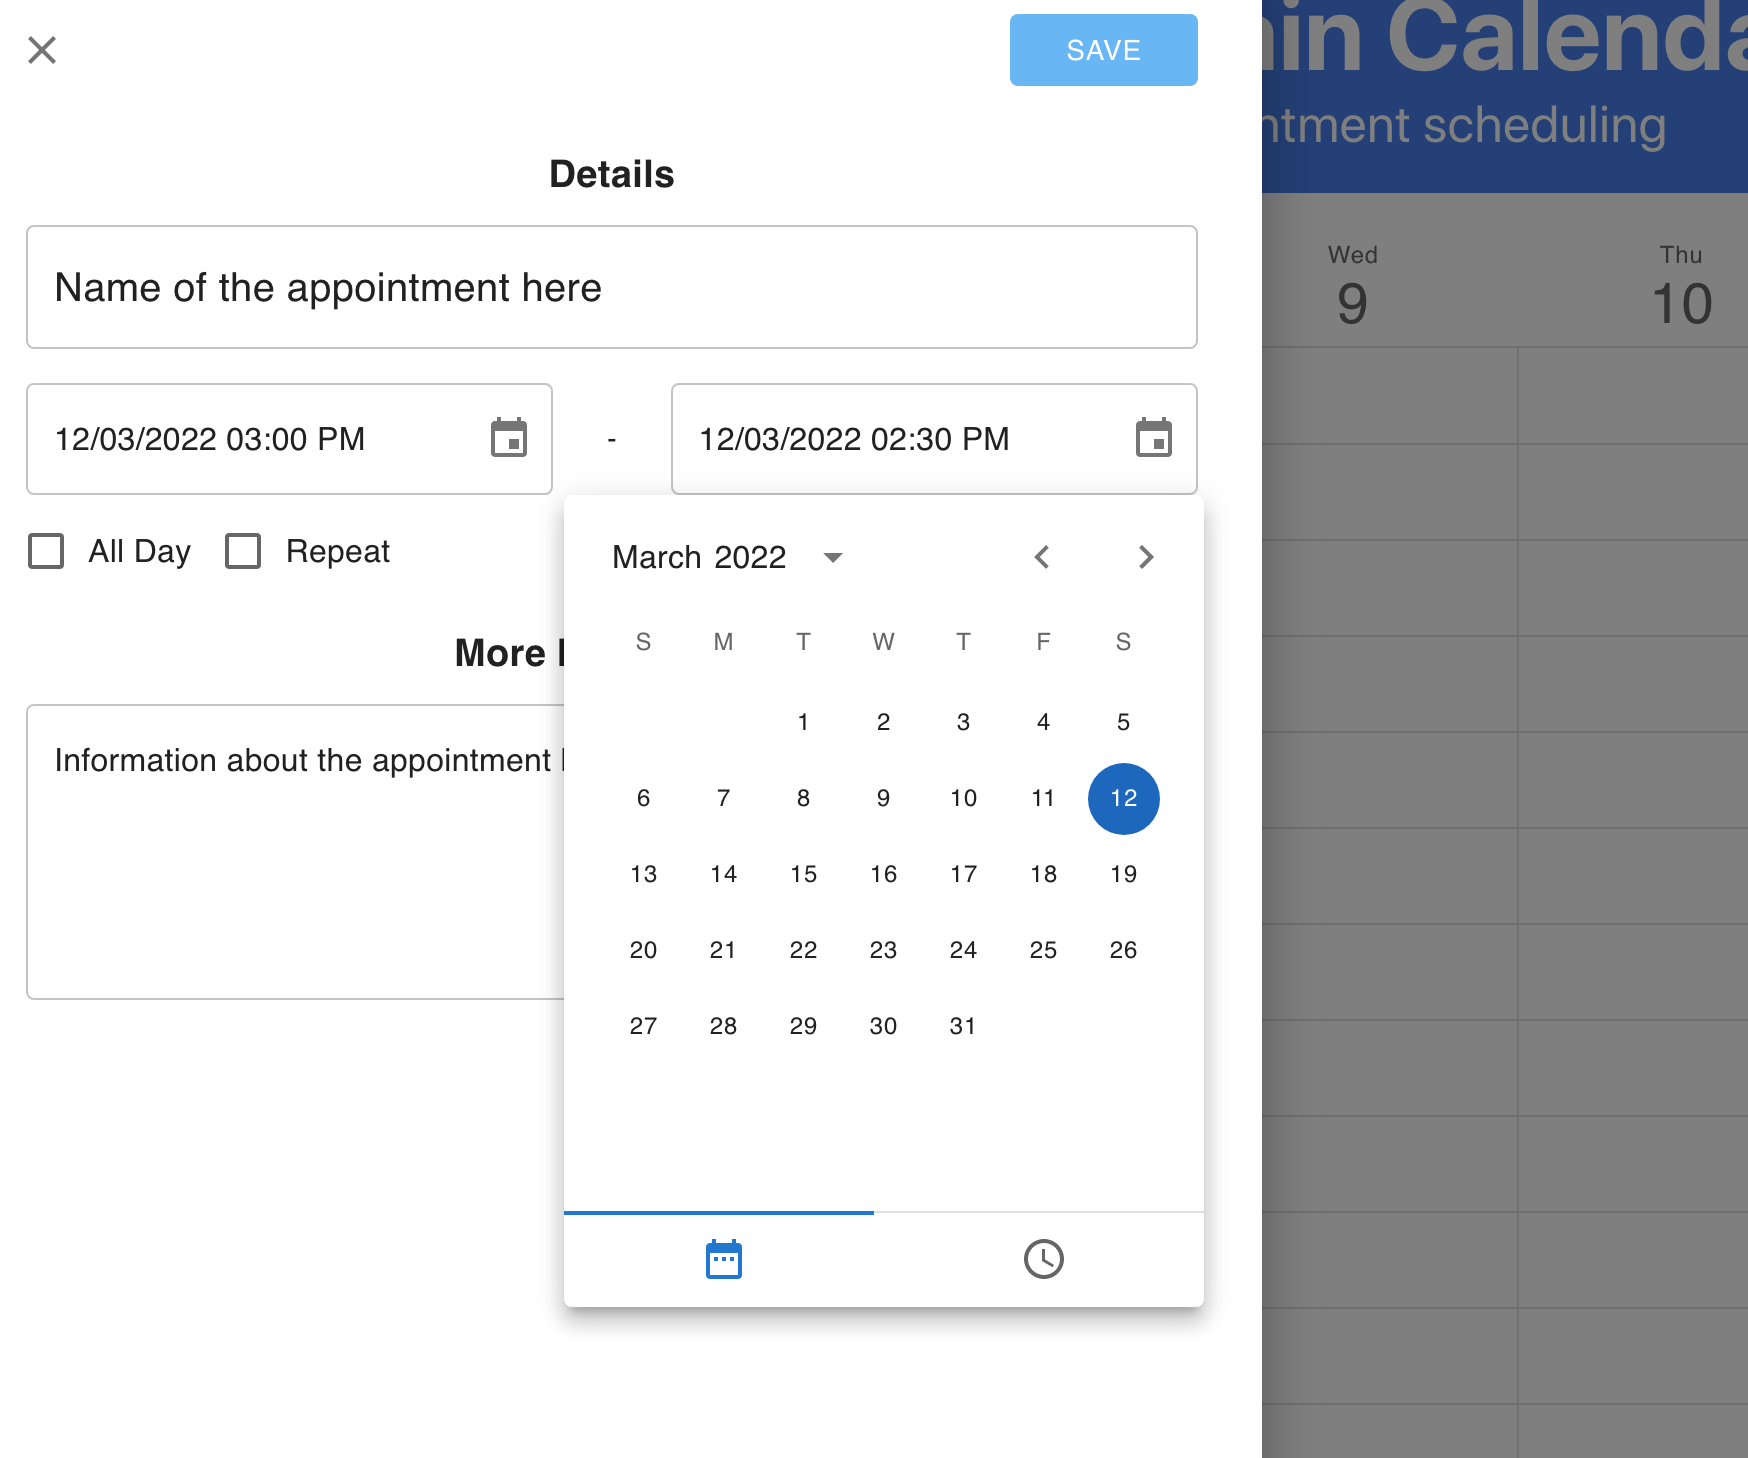 SAVE
Details
Name of the appointment here
12/03/2022 03:00 PM - 12/03/2022 02:30 PM
All Day Repeat
More
Information about the appointment
March 2022
S M T W T F S
1 2 3 4 5
6 7 8 9 10 11 12
13 14 15 16 17 18 19
20 21 22 23 24 25 26
27 28 29 30 31
in Calenda
ntment scheduling
Wed Thu
9 10